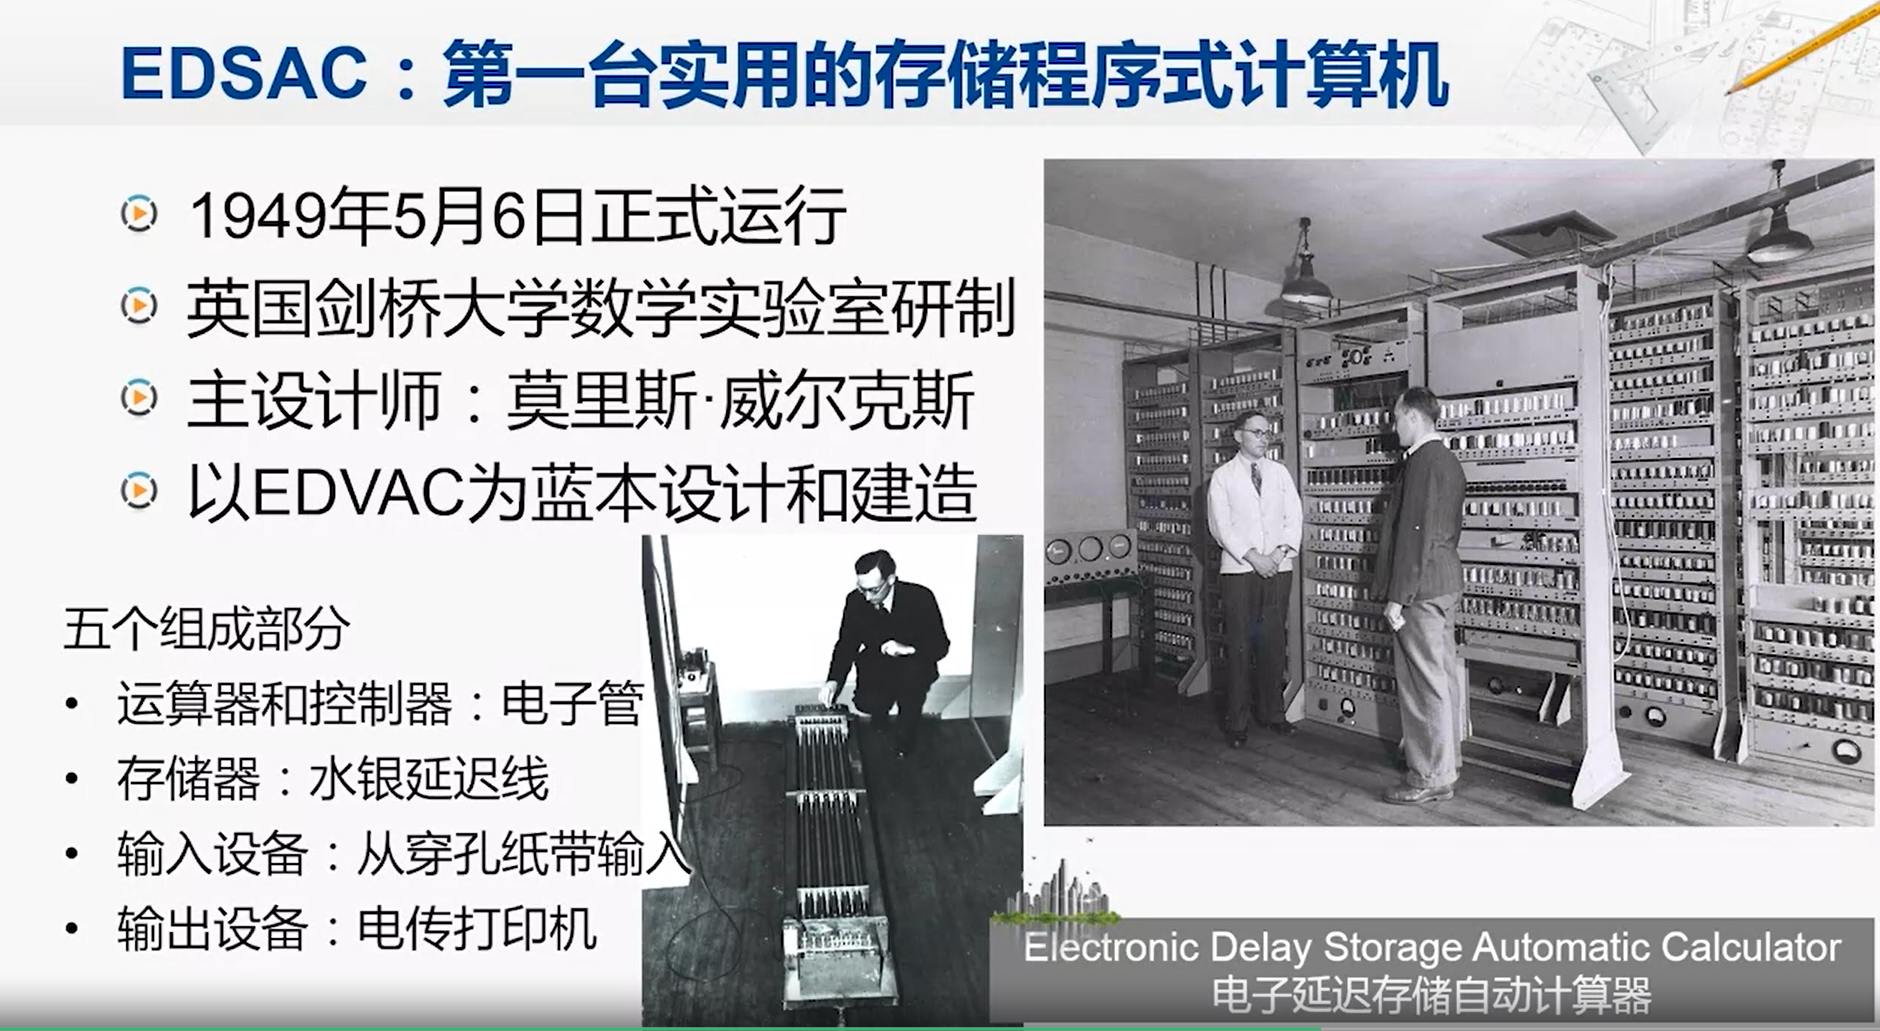 EDSAC：第一台实用的存储程序式计算机
1949年5月6日正式运行
英国剑桥大学数学实验室研制
主设计师：莫里斯·威尔克斯
以EDVAC为蓝本设计和建造
五个组成部分
• 运算器和控制器：电子管
• 存储器：水银延迟线
• 输入设备：从穿孔纸带输入
• 输出设备：电传打印机
Electronic Delay Storage Automatic Calculator
电子延迟存储自动计算器